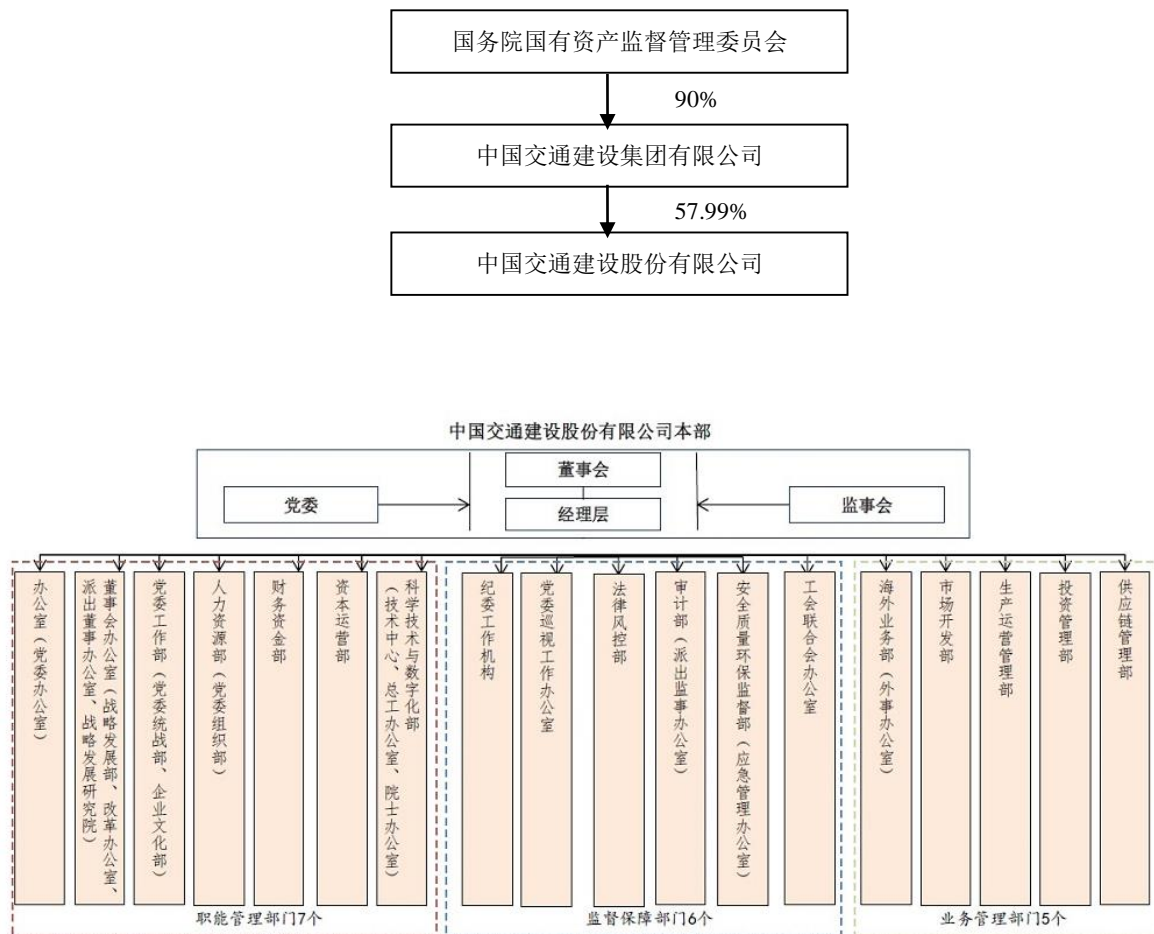 国务院国有资产监督管理委员会
90%
中国交通建设集团有限公司
57.99%
中国交通建设股份有限公司
中国交通建设股份有限公司本部
董事会
党委
经理层
监事会
办公室（党委办公室）
董事会办公室（战略发展部、改革办公室、
派出董事办公室、战略发展研究院）
党委工作部（党委统战部、企业文化部）
人力资源部（党委组织部）
财务资金部
资本运营部
科学技术与数字化部
（技术中心、总工办公室、院士办公室）
纪委工作机构
党委巡视工作办公室
法律风控部
审计部（派出监事办公室）
安全质量环保监督部（应急管理办公室）
工会联合会办公室
海外业务部（外事办公室）
市场开发部
生产运营管理部
投资管理部
供应链管理部
职能管理部门7个
监督保障部门6个
业务管理部门5个